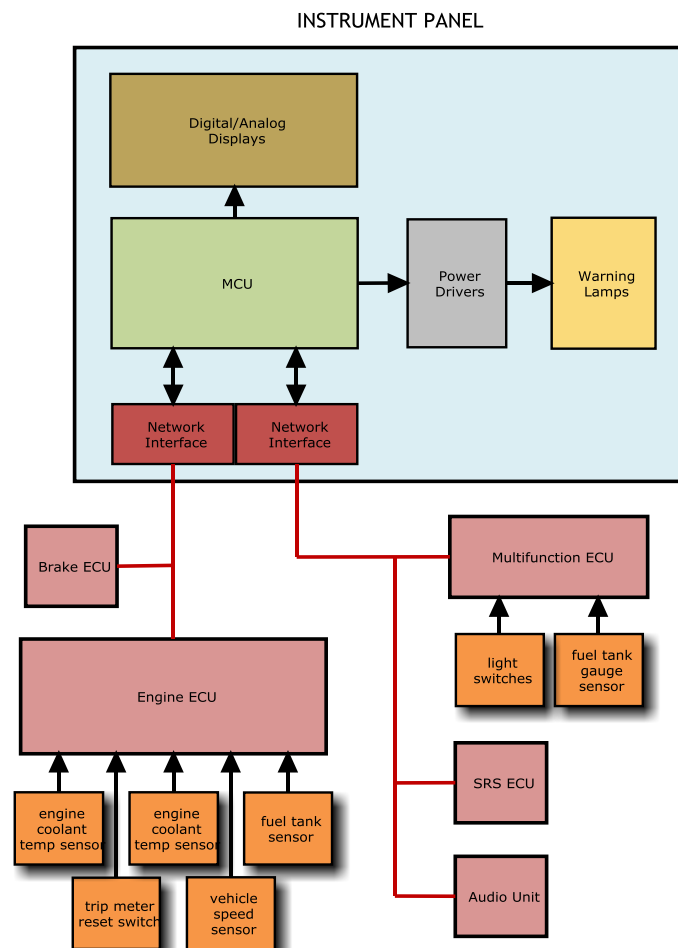 INSTRUMENT PANEL
Digital/Analog
Displays
MCU
Power
Drivers
Warning
Lamps
Network
Interface
Network
Interface
Brake ECU
Multifunction ECU
light
switches
fuel tank
gauge
sensor
Engine ECU
engine
coolant
temp sensor
engine
coolant
temp sensor
fuel tank
sensor
trip meter
reset switch
vehicle
speed
sensor
SRS ECU
Audio Unit